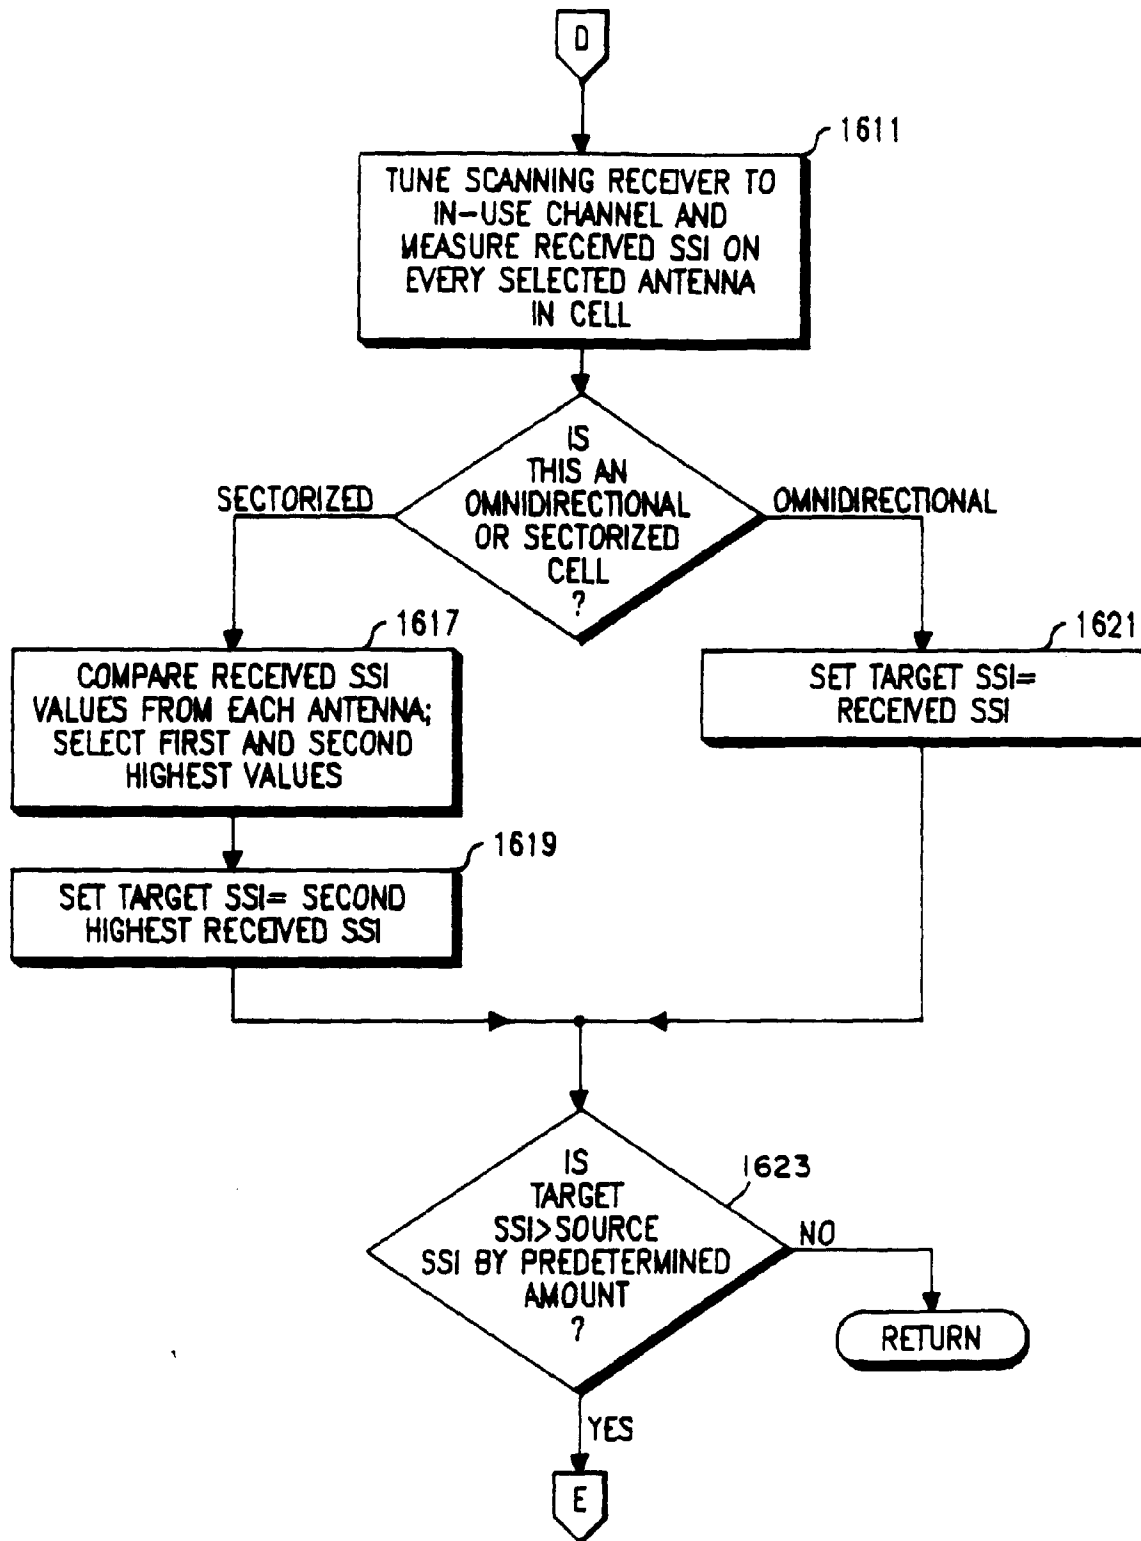 D
1611
TUNE SCANNING RECEIVER TO
IN-USE CHANNEL AND
MEASURE RECEIVED SSI ON
EVERY SELECTED ANTENNA
IN CELL
IS
THIS AN
OMNIDIRECTIONAL
OR SECTORIZED
CELL
?
SECTORIZED
OMNIDIRECTIONAL
1617
COMPARE RECEIVED SSI
VALUES FROM EACH ANTENNA;
SELECT FIRST AND SECOND
HIGHEST VALUES
1621
SET TARGET SSI=
RECEIVED SSI
1619
SET TARGET SSI= SECOND
HIGHEST RECEIVED SSI
1623
IS
TARGET
SSI>SOURCE
SSI BY PREDETERMINED
AMOUNT
?
NO
RETURN
YES
E